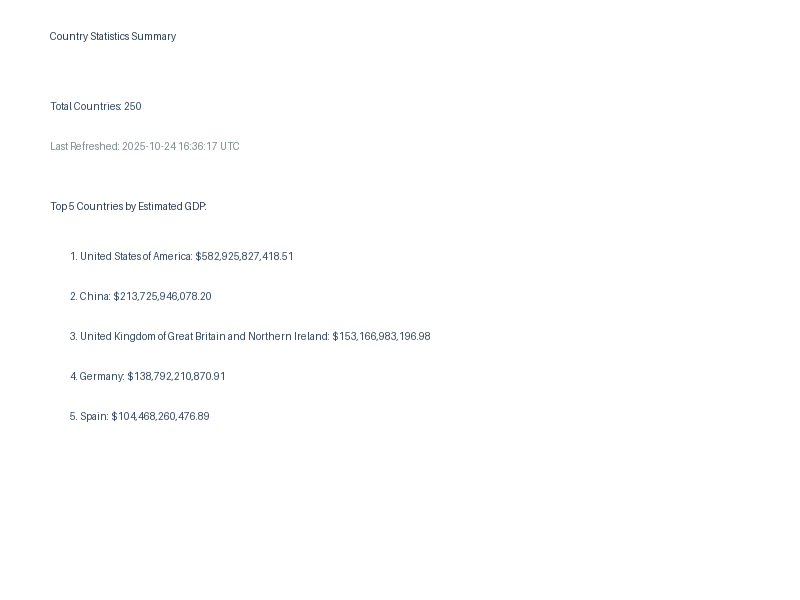 Country Statistics Summary
Total Countries: 250
Last Refreshed: 2025-10-24 16:36:17 UTC
Top 5 Countries by Estimated GDP:
1. United States of America: $582,925,827,418.51
2. China: $213,725,946,078.20
3. United Kingdom of Great Britain and Northern Ireland: $153,166,983,196.98
4. Germany: $138,792,210,870.91
5. Spain: $104,468,260,476.89